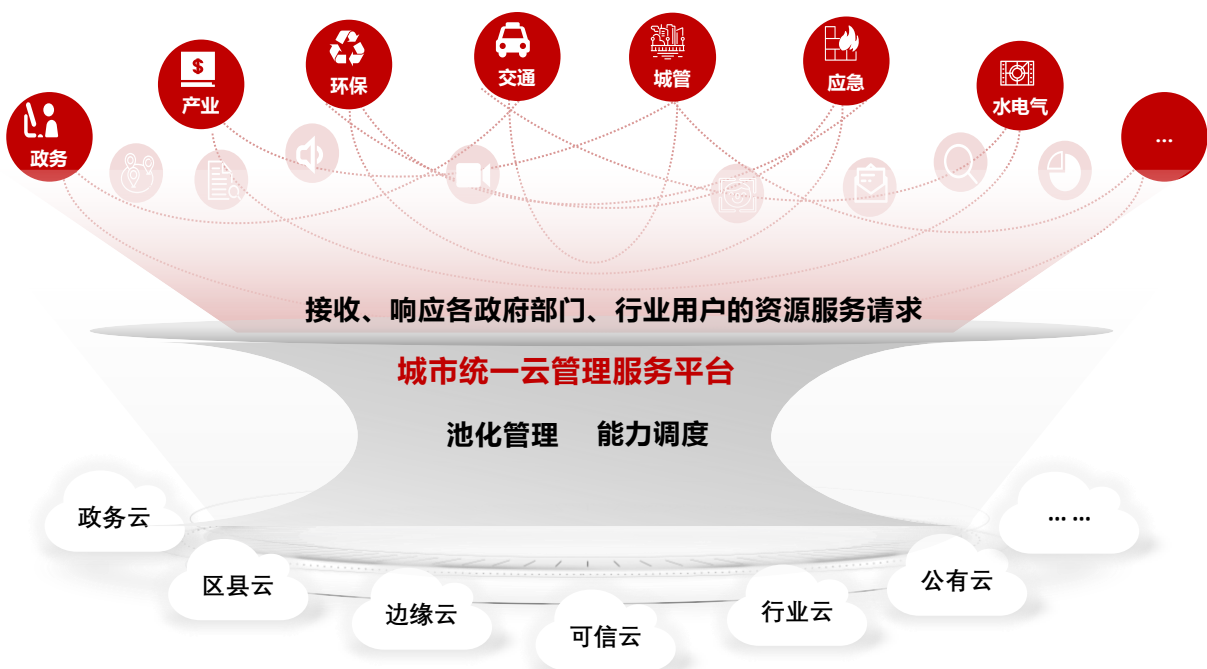 政务
产业
环保
交通
城管
应急
水电气
...
接收、响应各政府部门、行业用户的资源服务请求
城市统一云管理服务平台
池化管理 能力调度
政务云
区县云
边缘云
可信云
行业云
公有云
... ...